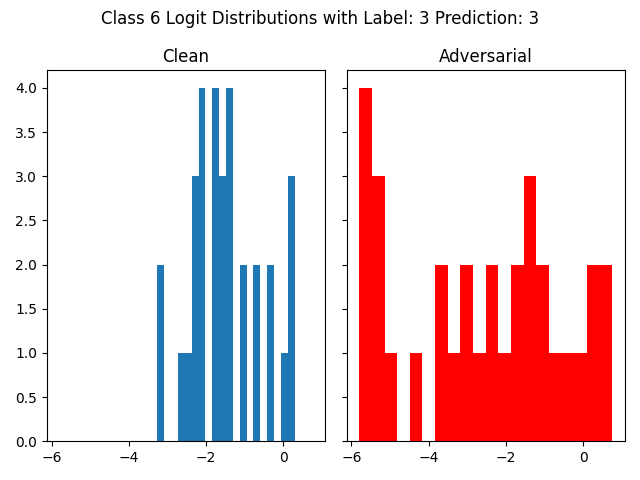 Class 6 Logit Distributions with Label: 3 Prediction: 3
Clean
Adversarial
4.0
3.5
3.0
2.5
2.0
1.5
1.0
0.5
0.0
−6 −4 −2 0
−6 −4 −2 0